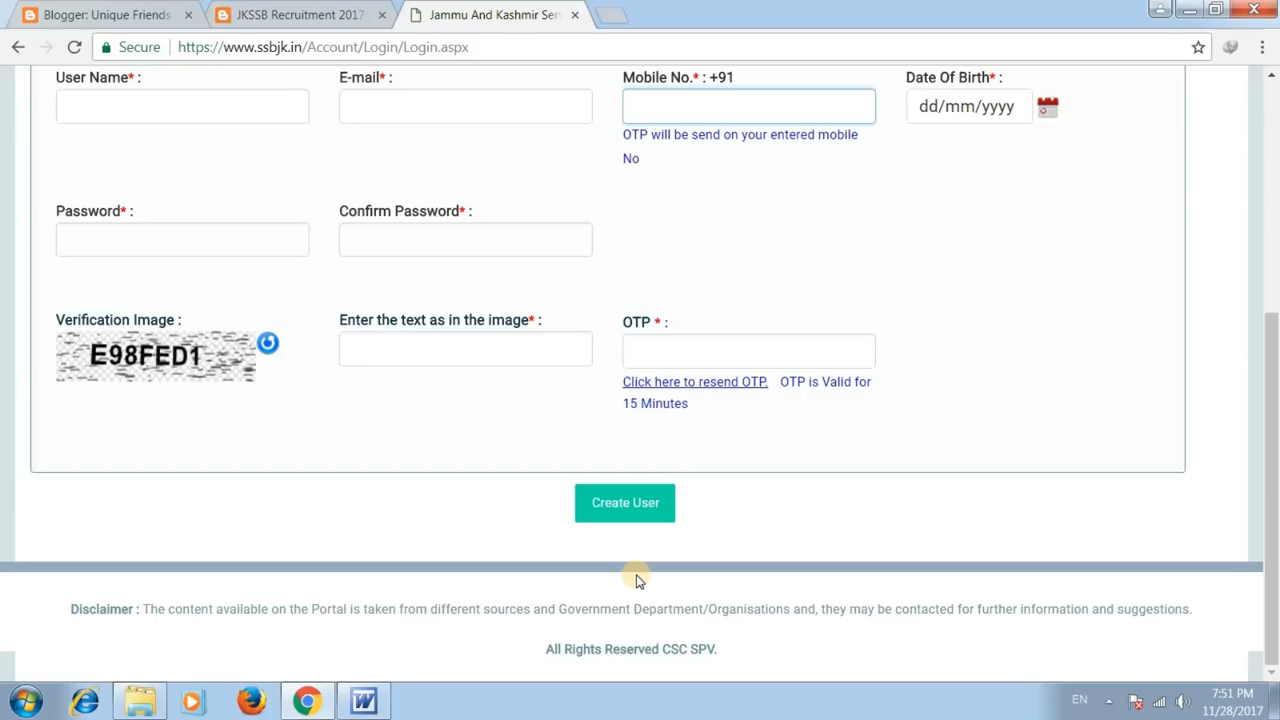 Blogger: Unique Friends
JKSSB Recruitment 2017
Jammu And Kashmir Ser
Secure
https://www.ssbjk.in/Account/Login/Login.aspx
User Name* :
E-mail* :
Mobile No.* : +91
Date Of Birth* :
dd/mm/yyyy
OTP will be send on your entered mobile
No
Password* :
Confirm Password* :
Verification Image :
Enter the text as in the image* :
OTP * :
E98FED1
Click here to resend OTP. OTP is Valid for
15 Minutes
Create User
Disclaimer : The content available on the Portal is taken from different sources and Government Department/Organisations and, they may be contacted for further information and suggestions.
All Rights Reserved CSC SPV.
EN
7:51 PM
11/28/2017